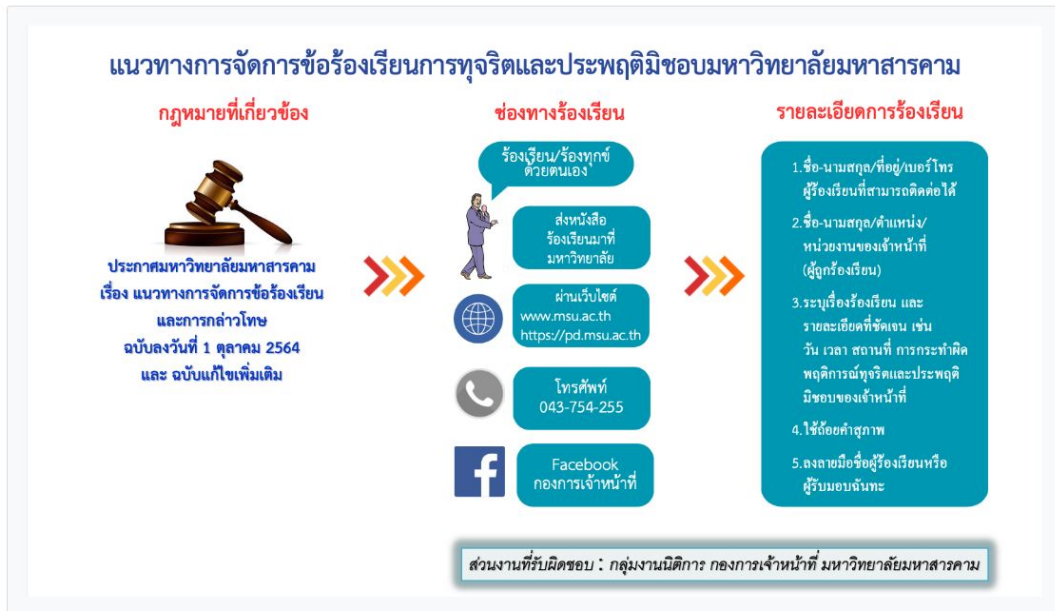 แนวทางการจัดการข้อร้องเรียนการทุจริตและประพฤติมิชอบมหาวิทยาลัยมหาสารคาม
กฎหมายที่เกี่ยวข้อง
ประกาศมหาวิทยาลัยมหาสารคาม
เรื่อง แนวทางการจัดการข้อร้องเรียน
และการกล่าวโทษ
ฉบับลงวันที่ 1 ตุลาคม 2564
และ ฉบับแก้ไขเพิ่มเติม
ช่องทางร้องเรียน
ร้องเรียน/ร้องทุกข์
ด้วยตนเอง
ส่งหนังสือ
ร้องเรียนมาที่
มหาวิทยาลัย
ผ่านเว็บไซต์
www.msu.ac.th
https://pd.msu.ac.th
โทรศัพท์
043-754-255
Facebook
กองการเจ้าหน้าที่
รายละเอียดการร้องเรียน
1.ชื่อ-นามสกุล/ที่อยู่/เบอร์โทร
ผู้ร้องเรียนที่สามารถติดต่อได้
2.ชื่อ-นามสกุล/ตำแหน่ง/
หน่วยงานของเจ้าหน้าที่
(ผู้ถูกร้องเรียน)
3.ระบุเรื่องร้องเรียน และ
รายละเอียดที่ชัดเจน เช่น
วัน เวลา สถานที่ การกระทำผิด
พฤติการณ์ทุจริตและประพฤติ
มิชอบของเจ้าหน้าที่
4.ใช้ถ้อยคำสุภาพ
5.ลงลายมือชื่อผู้ร้องเรียนหรือ
ผู้รับมอบฉันทะ
ส่วนงานที่รับผิดชอบ : กลุ่มงานนิติการ กองการเจ้าหน้าที่ มหาวิทยาลัยมหาสารคาม